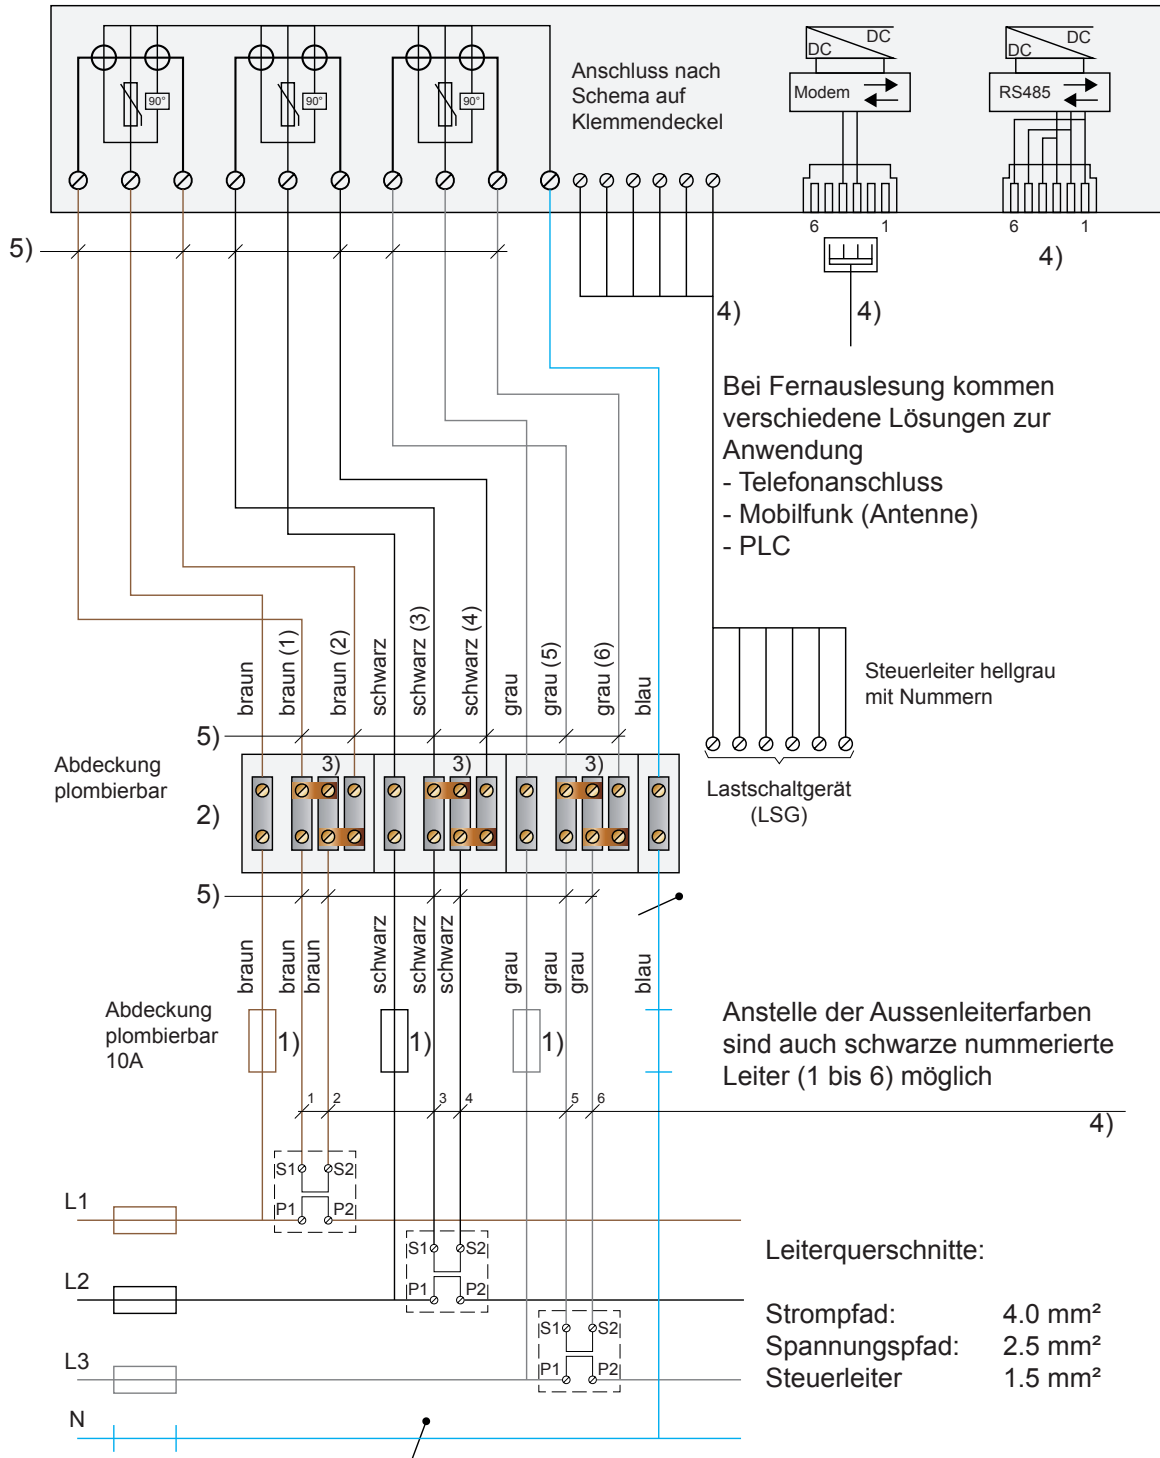 DC
DC
DC
DC
Modem
RS485
90°
90°
90°
Anschluss nach
Schema auf
Klemmendeckel
6
1
6
1
5)
4)
4)
4)
Bei Fernauslesung kommen
verschiedene Lösungen zur
Anwendung
- Telefonanschluss
- Mobilfunk (Antenne)
- PLC
braun
braun (1)
braun (2)
schwarz
schwarz (3)
schwarz (4)
grau
grau (5)
grau (6)
blau
Steuerleiter hellgrau
mit Nummern
5)
Abdeckung
plombierbar
3)
3)
3)
2)
Lastschaltgerät
(LSG)
5)
braun
braun
braun
schwarz
schwarz
schwarz
grau
grau
grau
blau
Abdeckung
plombierbar
10A
1)
1)
1)
Anstelle der Aussenleiterfarben
sind auch schwarze nummerierte
Leiter (1 bis 6) möglich
1
2
3
4
5
6
4)
S1
S2
P1
P2
L1
S1
S2
P1
P2
L2
S1
S2
P1
P2
L3
N
Leiterquerschnitte:
Strompfad: 4.0 mm²
Spannungspfad: 2.5 mm²
Steuerleiter 1.5 mm²